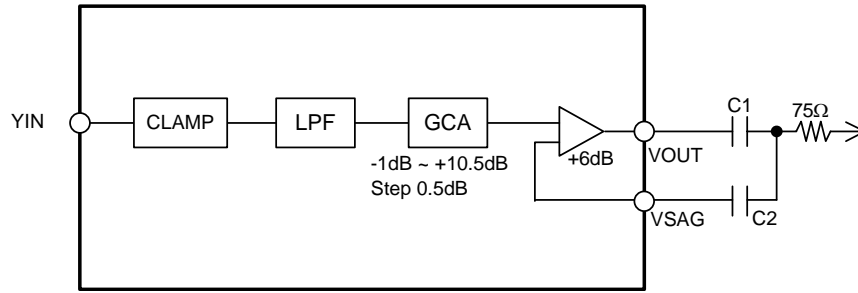 YIN
CLAMP
LPF
GCA
-1dB ~ +10.5dB
Step 0.5dB
+6dB
VOUT
VSAG
C1
C2
75Ω